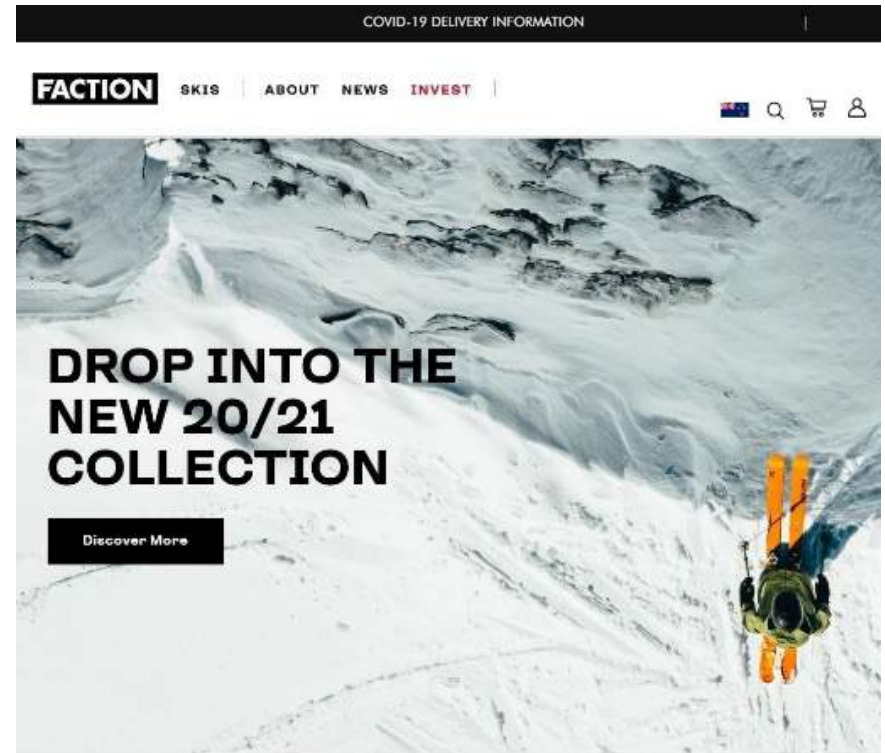 COVID-19 DELIVERY INFORMATION
FACTION SKIS ABOUT NEWS INVEST
DROP INTO THE
NEW 20/21
COLLECTION
Discover More